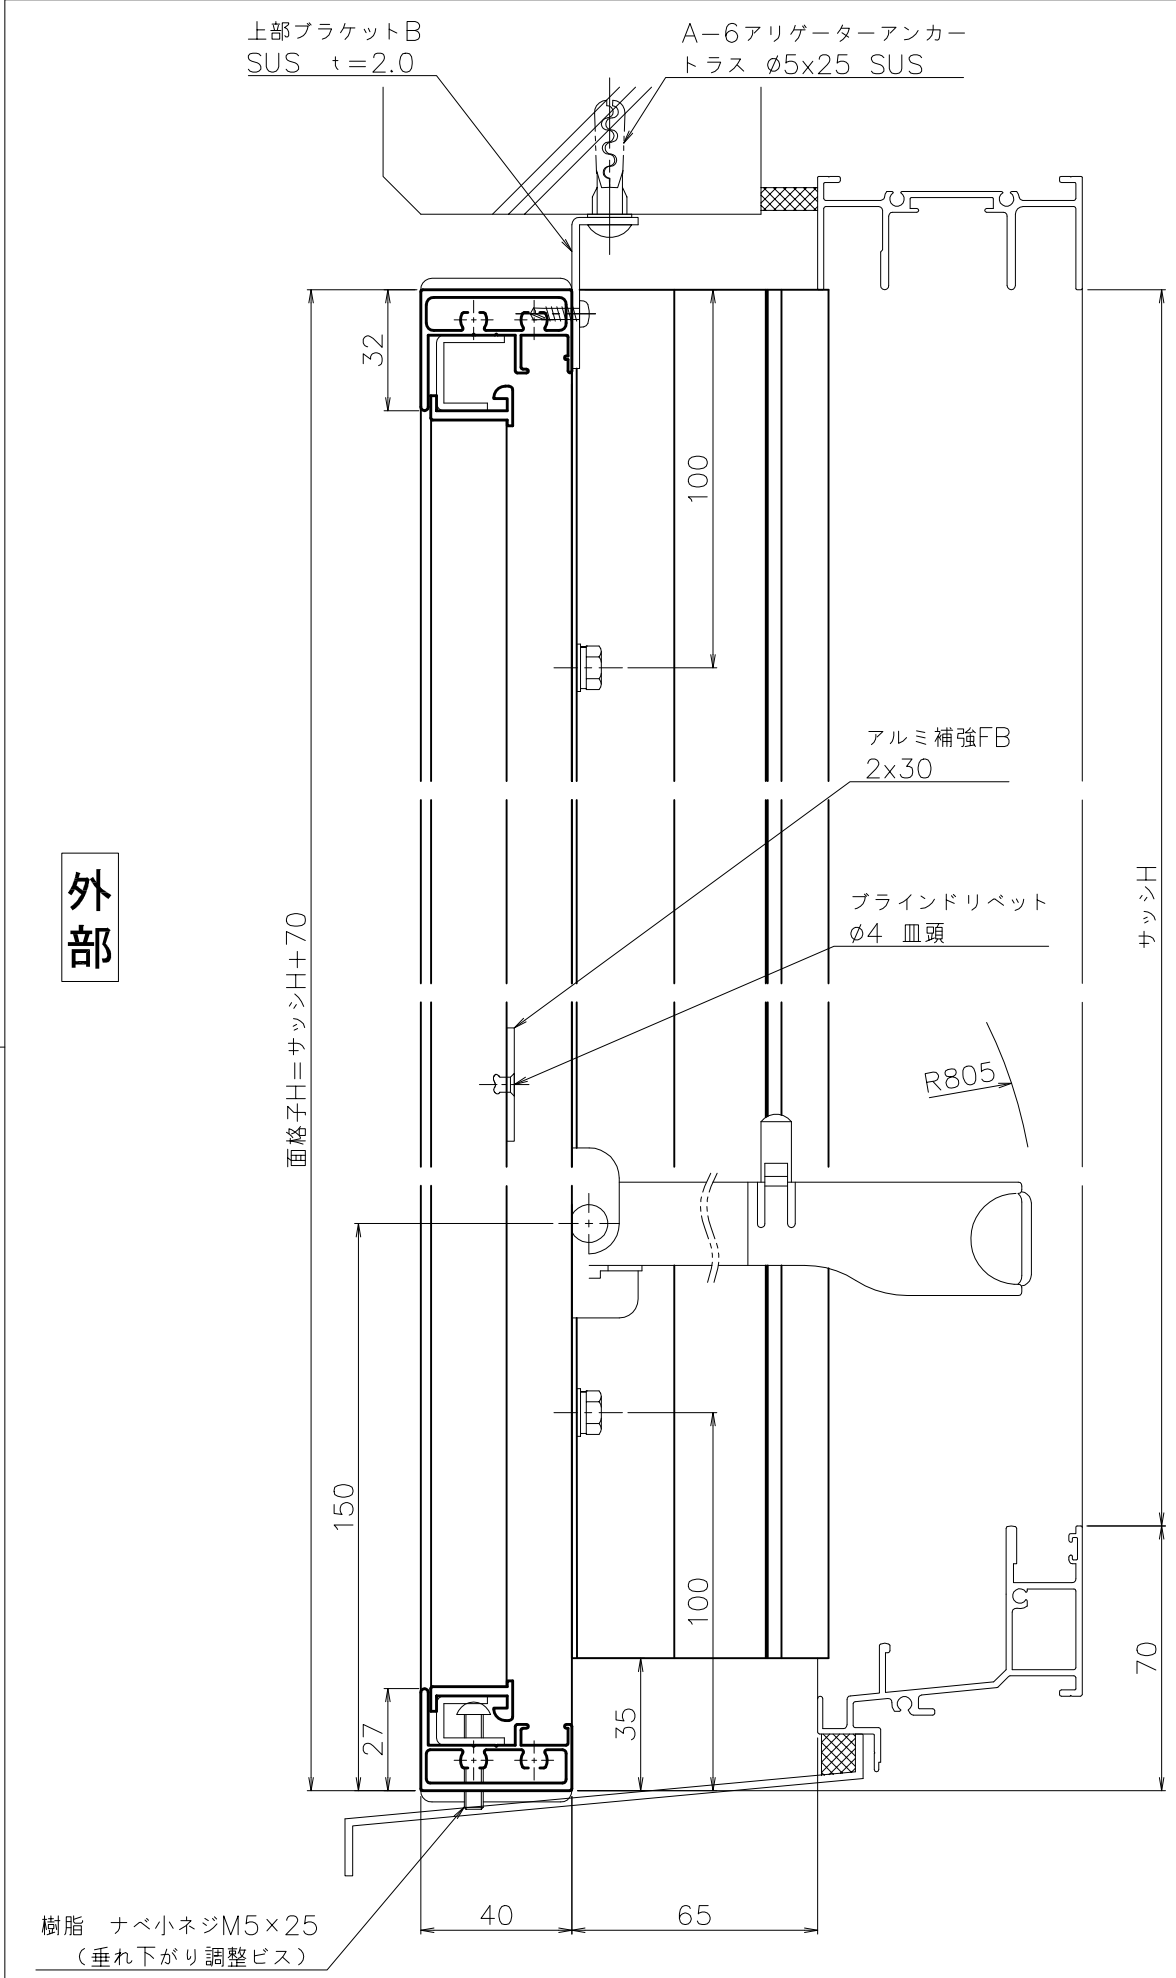 上部ブラケットB
SUS t=2.0
A-6アリゲーターアンカー
トラス φ5x25 SUS
32
100
アルミ補強FB
2x30
外部
ブラインドリベット
φ4 皿頭
サッシH
面格子H=サッシH+70
R805
150
100
70
35
27
40
65
樹脂 ナベ小ネジM5×25
(垂れ下がり調整ビス)